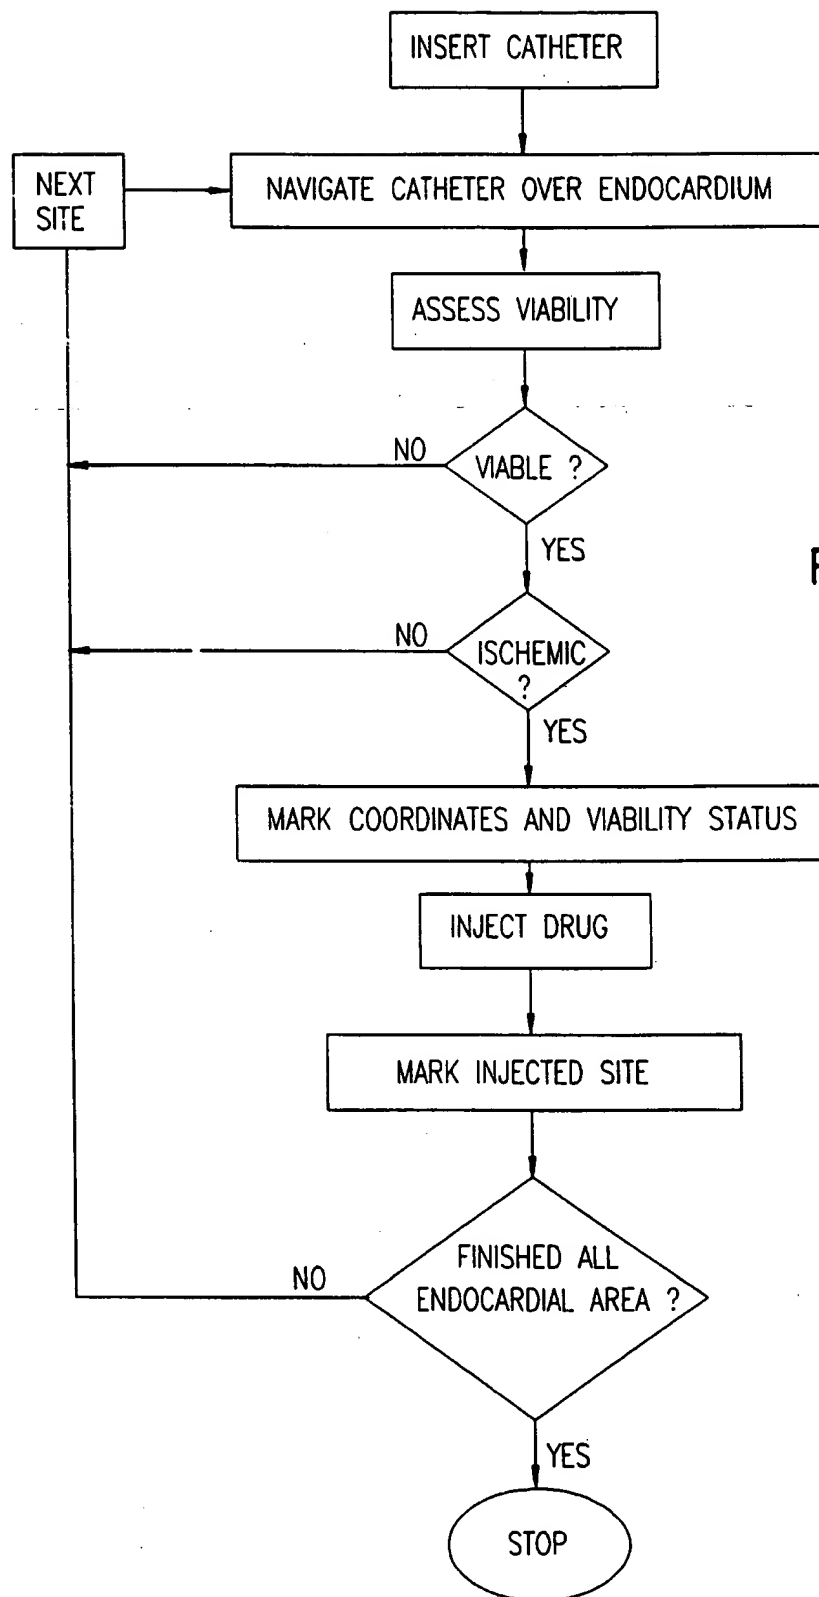 INSERT CATHETER
NEXT
SITE
NAVIGATE CATHETER OVER ENDOCARDIUM
ASSESS VIABILITY
NO
VIABLE ?
YES
NO
ISCHEMIC
?
YES
MARK COORDINATES AND VIABILITY STATUS
INJECT DRUG
MARK INJECTED SITE
FINISHED ALL
ENDOCARDIAL AREA ?
NO
YES
STOP